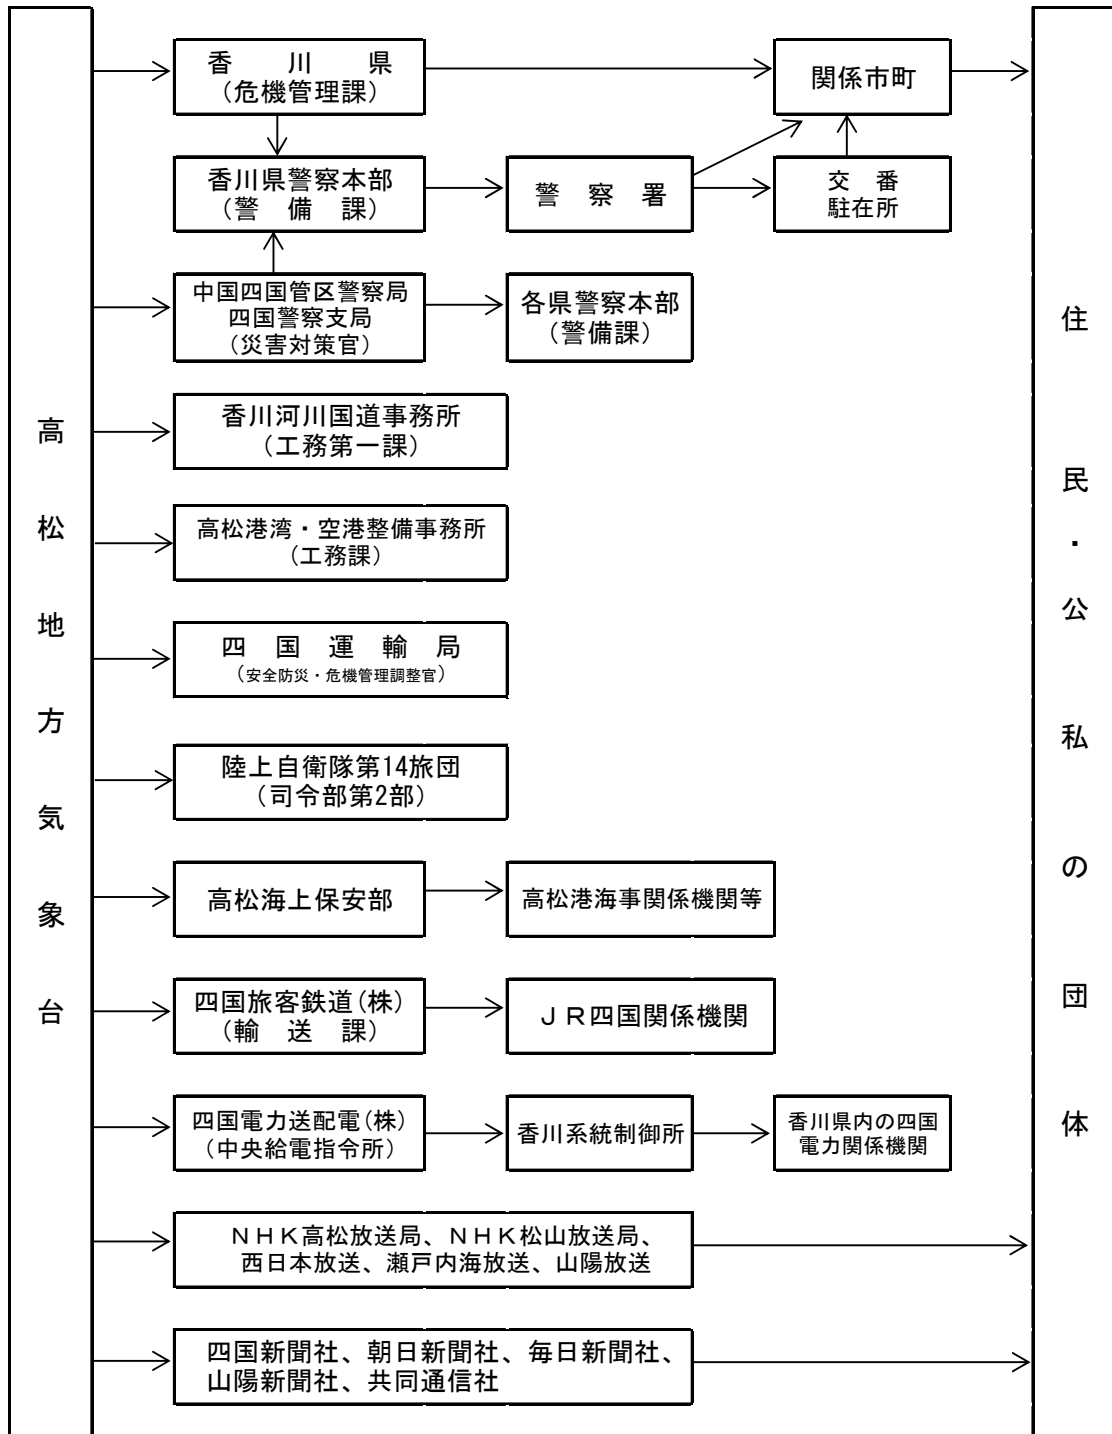 高松地方気象台
香川県
（危機管理課）
関係市町
香川県警察本部
（警備課）
警察署
交番
駐在所
中国四国管区警察局
四国警察支局
（災害対策官）
各県警察本部
（警備課）
香川河川国道事務所
（工務第一課）
高松港湾・空港整備事務所
（工務課）
四国運輸局
（安全防災・危機管理調整官）
陸上自衛隊第14旅団
（司令部第2部）
高松海上保安部
高松港海事関係機関等
四国旅客鉄道(株)
（輸送課）
ＪＲ四国関係機関
四国電力送配電(株)
（中央給電指令所）
香川系統制御所
香川県内の四国
電力関係機関
ＮＨＫ高松放送局、ＮＨＫ松山放送局、
西日本放送、瀬戸内海放送、山陽放送
四国新聞社、朝日新聞社、毎日新聞社、
山陽新聞社、共同通信社
住民・公私の団体